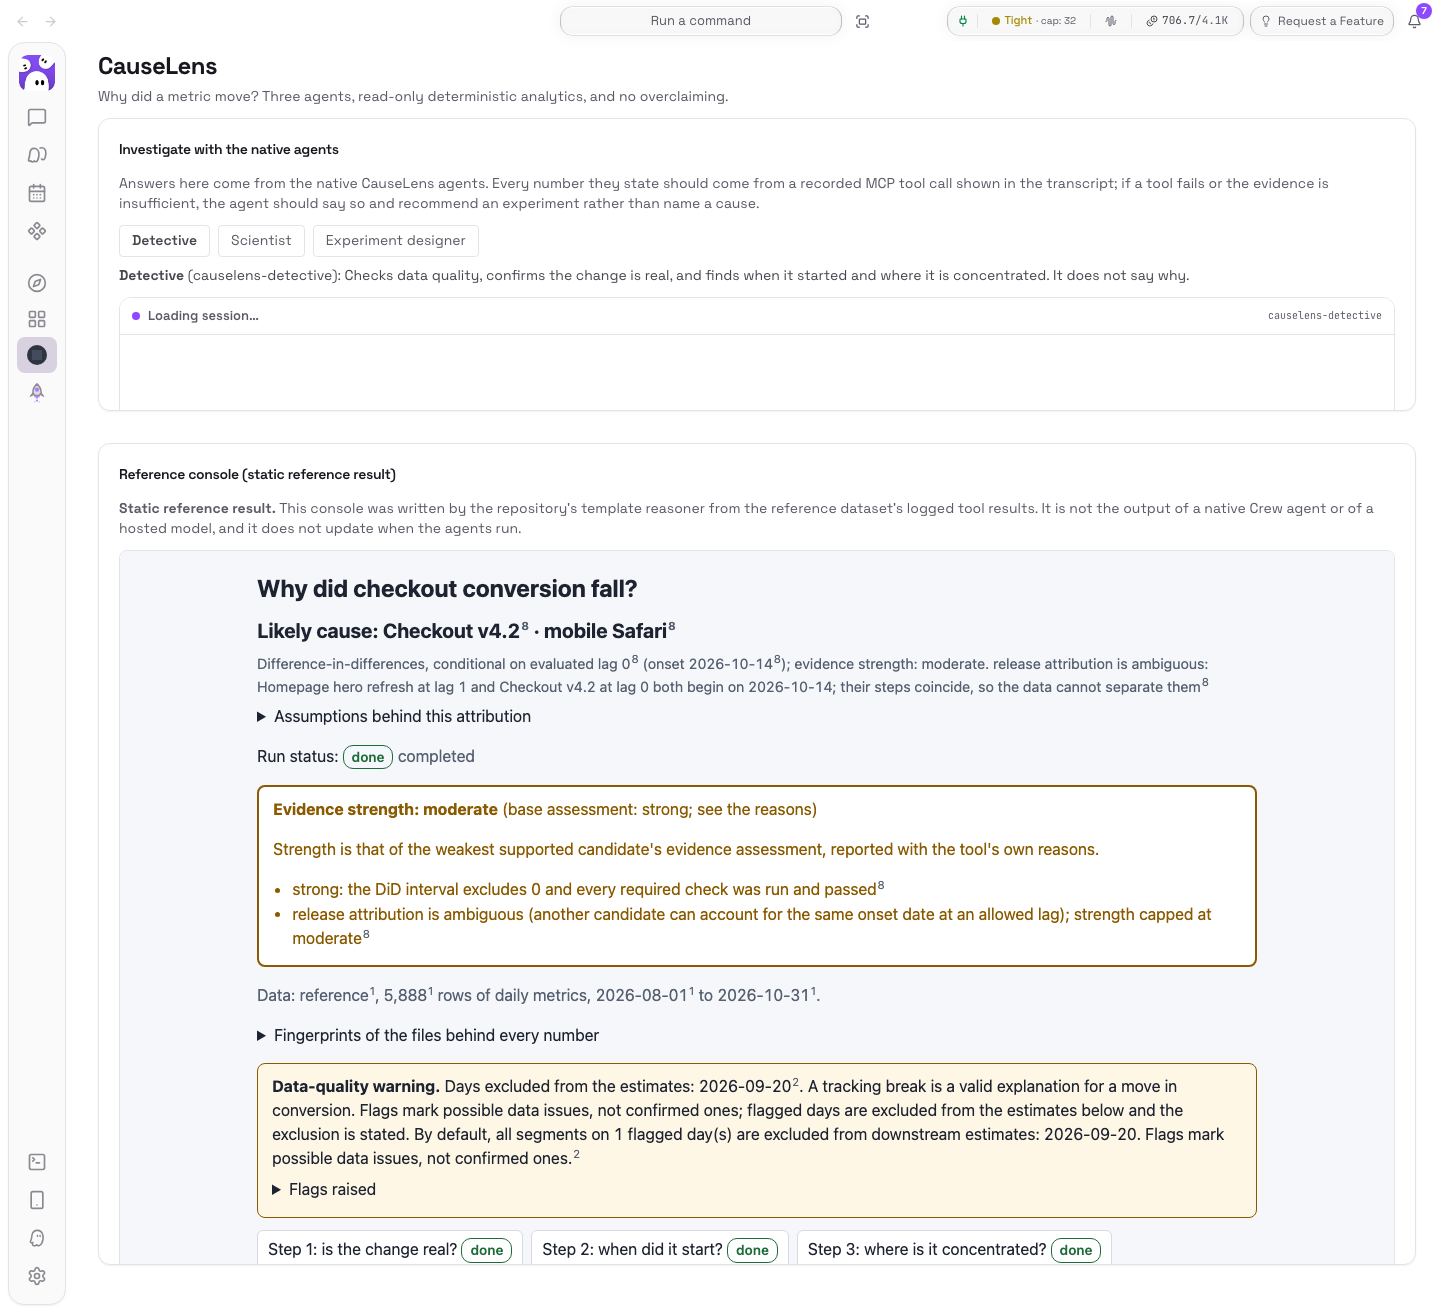 Run a command
Tight · cap: 32
706.7/4.1K
Request a Feature
7
CauseLens
Why did a metric move? Three agents, read-only deterministic analytics, and no overclaiming.
Investigate with the native agents
Answers here come from the native CauseLens agents. Every number they state should come from a recorded MCP tool call shown in the transcript; if a tool fails or the evidence is
insufficient, the agent should say so and recommend an experiment rather than name a cause.
Detective
Scientist
Experiment designer
Detective (causelens-detective): Checks data quality, confirms the change is real, and finds when it started and where it is concentrated. It does not say why.
Loading session...
causelens-detective
Reference console (static reference result)
Static reference result. This console was written by the repository's template reasoner from the reference dataset's logged tool results. It is not the output of a native Crew agent or of a
hosted model, and it does not update when the agents run.
Why did checkout conversion fall?
Likely cause: Checkout v4.2⁸ · mobile Safari⁸
Difference-in-differences, conditional on evaluated lag 0⁸ (onset 2026-10-14⁸); evidence strength: moderate. release attribution is ambiguous:
Homepage hero refresh at lag 1 and Checkout v4.2 at lag 0 both begin on 2026-10-14; their steps coincide, so the data cannot separate them⁸
▶ Assumptions behind this attribution
Run status: done completed
Evidence strength: moderate (base assessment: strong; see the reasons)
Strength is that of the weakest supported candidate's evidence assessment, reported with the tool's own reasons.
• strong: the DiD interval excludes 0 and every required check was run and passed⁸
• release attribution is ambiguous (another candidate can account for the same onset date at an allowed lag); strength capped at
moderate⁸
Data: reference¹, 5,888¹ rows of daily metrics, 2026-08-01¹ to 2026-10-31¹.
▶ Fingerprints of the files behind every number
Data-quality warning. Days excluded from the estimates: 2026-09-20². A tracking break is a valid explanation for a move in
conversion. Flags mark possible data issues, not confirmed ones; flagged days are excluded from the estimates below and the
exclusion is stated. By default, all segments on 1 flagged day(s) are excluded from downstream estimates: 2026-09-20. Flags mark
possible data issues, not confirmed ones.²
▶ Flags raised
Step 1: is the change real? done
Step 2: when did it start? done
Step 3: where is it concentrated? done